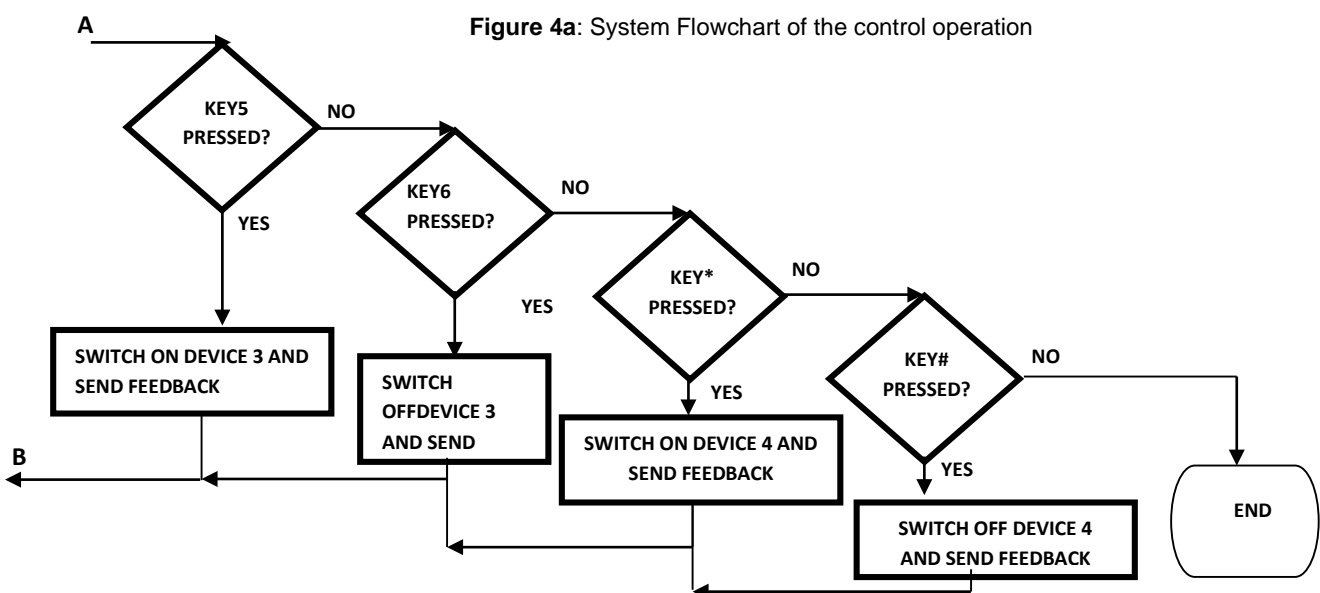 Figure 4a: System Flowchart of the control operation
A
KEY5
PRESSED?
NO
YES
KEY6
PRESSED?
NO
YES
KEY*
PRESSED?
NO
YES
KEY#
PRESSED?
NO
YES
SWITCH ON DEVICE 3 AND
SEND FEEDBACK
SWITCH
OFFDEVICE 3
AND SEND
SWITCH ON DEVICE 4 AND
SEND FEEDBACK
SWITCH OFF DEVICE 4
AND SEND FEEDBACK
END
B